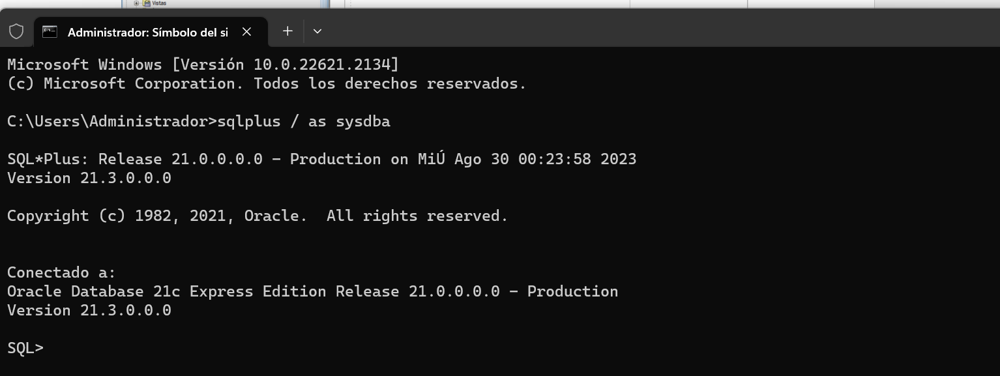 Vistas
Administrador: Símbolo del si
Microsoft Windows [Versión 10.0.22621.2134]
(c) Microsoft Corporation. Todos los derechos reservados.
C:\Users\Administrador>sqlplus / as sysdba
SQL*Plus: Release 21.0.0.0.0 - Production on MiÚ Ago 30 00:23:58 2023
Version 21.3.0.0.0
Copyright (c) 1982, 2021, Oracle.  All rights reserved.
Conectado a:
Oracle Database 21c Express Edition Release 21.0.0.0.0 - Production
Version 21.3.0.0.0
SQL>